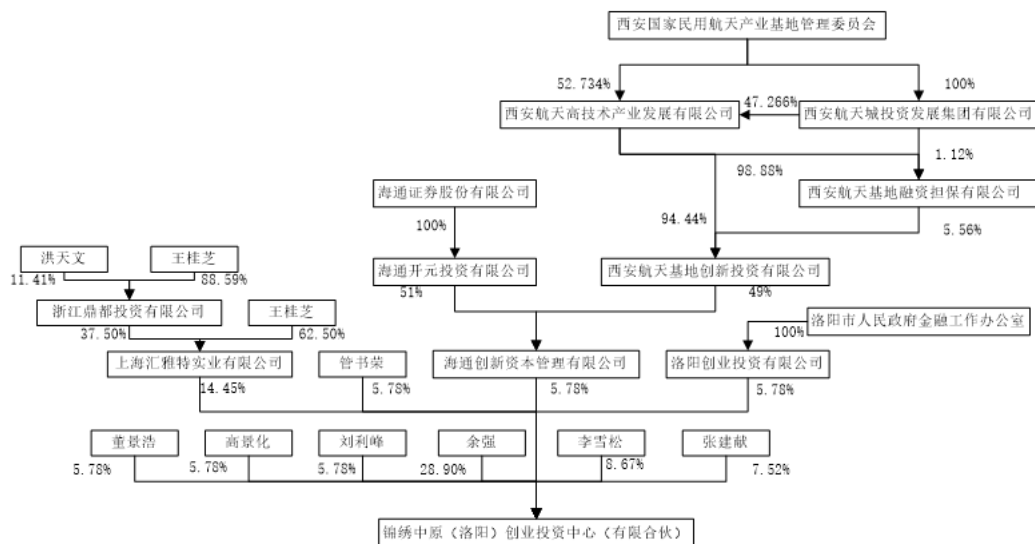 西安国家民用航天产业基地管理委员会
52.734%
100%
西安航天高技术产业发展有限公司
47.266%
西安航天城投资发展集团有限公司
1.12%
98.88%
海通证券股份有限公司
西安航天基地融资担保有限公司
100%
94.44%
5.56%
洪天文
王桂芝
海通开元投资有限公司
西安航天基地创新投资有限公司
11.41%
88.59%
51%
49%
浙江鼎都投资有限公司
王桂芝
洛阳市人民政府金融工作办公室
37.50%
62.50%
100%
上海汇雅特实业有限公司
管书荣
海通创新资本管理有限公司
洛阳创业投资有限公司
14.45%
5.78%
5.78%
5.78%
董景浩
高景化
刘利峰
余强
李雪松
张建献
5.78%
5.78%
5.78%
28.90%
8.67%
7.52%
锦绣中原（洛阳）创业投资中心（有限合伙）